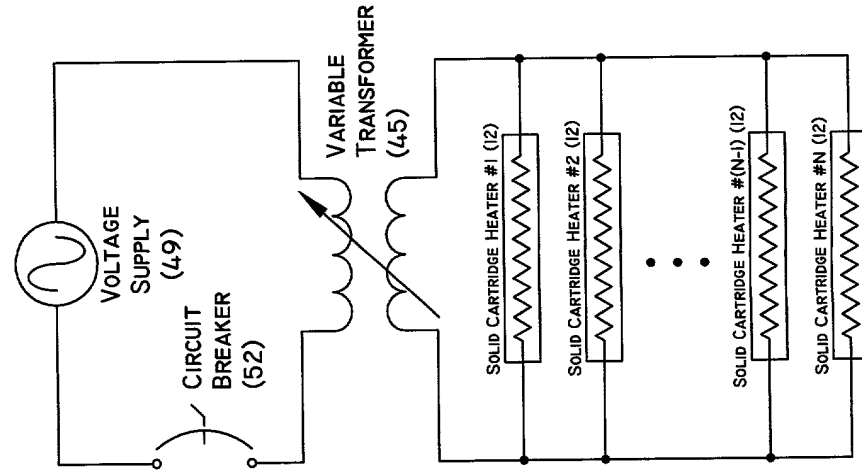 VOLTAGE
SUPPLY
(49)
CIRCUIT
BREAKER
(52)
VARIABLE
TRANSFORMER
(45)
SOLID CARTRIDGE HEATER #1 (12)
SOLID CARTRIDGE HEATER #2 (12)
SOLID CARTRIDGE HEATER #(N-1) (12)
SOLID CARTRIDGE HEATER #N (12)